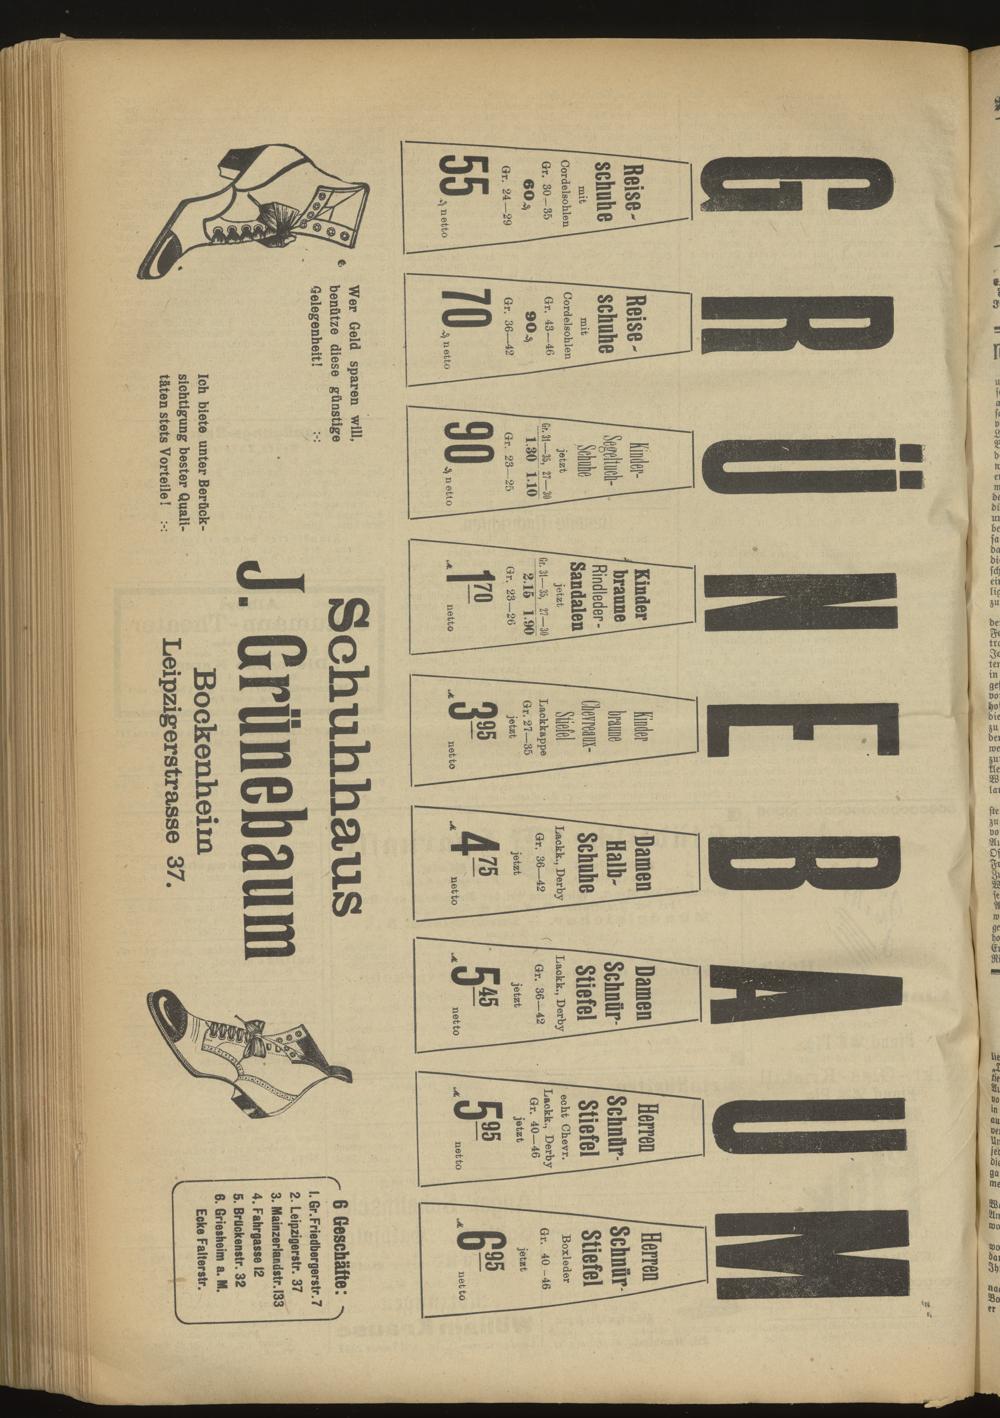 GRÜNEBAUM
Reise-
schuhe
mit
Cordelsohlen
Gr. 30—35
60 ₰
Gr. 24—29
55 ₰ netto
Reise-
schuhe
mit
Cordelsohlen
Gr. 43—46
90 ₰
Gr. 36—42
70 ₰ netto
Kinder-
Segeltuch-
Schuhe
jetzt
Gr. 31—35, 27—30
1.30 1.10
Gr. 23—25
90 ₰ netto
Kinder
braune
Rindleder-
Sandalen
jetzt
Gr. 31—35, 27—30
2.15 1.90
Gr. 23—26
ℳ 1 70
netto
Kinder
braune
Chevreaux-
Stiefel
Lackkappe
Gr. 27—35
jetzt
ℳ 3 95
netto
Damen
Halb-
Schuhe
Lackk., Derby
Gr. 36—42
jetzt
ℳ 4 75
netto
Damen
Schnür-
Stiefel
Lackk., Derby
Gr. 36—42
jetzt
ℳ 5 45
netto
Herren
Schnür-
Stiefel
echt Chevr.
Lackk., Derby
Gr. 40—46
jetzt
ℳ 5 95
netto
Herren
Schnür-
Stiefel
Boxleder
Gr. 40—46
jetzt
ℳ 6 95
netto
Wer Geld sparen will,
benütze diese günstige
Gelegenheit! :-:
Ich biete unter Berück-
sichtigung bester Quali-
täten stets Vorteile! :-:
Schuhhaus
J. Grünebaum
Bockenheim
Leipzigerstrasse 37.
6 Geschäfte:
1. Gr. Friedbergerstr. 7
2. Leipzigerstr. 37
3. Mainzerlandstr. 133
4. Fahrgasse 12
5. Brückenstr. 32
6. Griesheim a. M.
Ecke Falterstr.